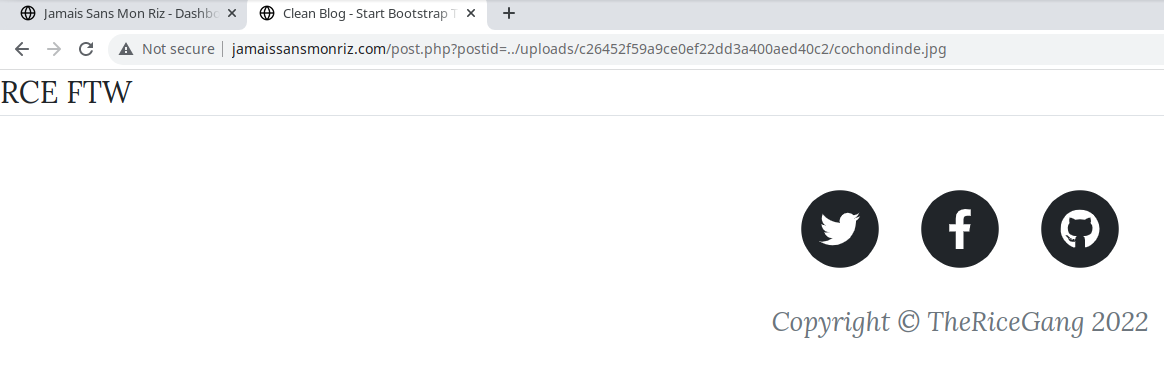 Jamais Sans Mon Riz - Dashbo
Clean Blog - Start Bootstrap T
Not secure
jamaissansmonriz.com/post.php?postid=../uploads/c26452f59a9ce0ef22dd3a400aed40c2/cochondinde.jpg
RCE FTW
Copyright © TheRiceGang 2022